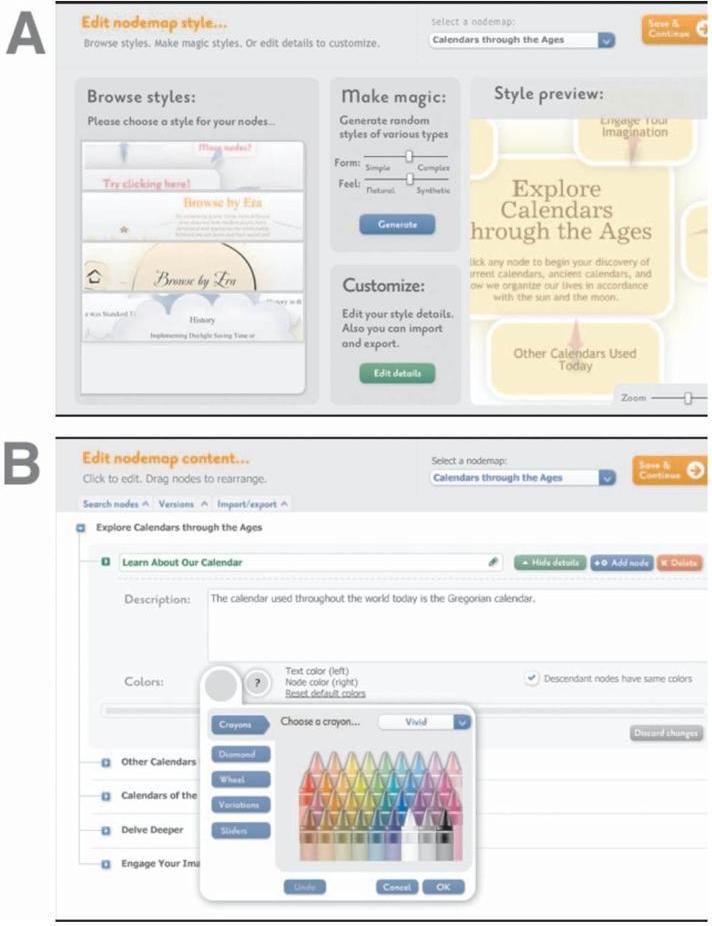 A
Edit nodemap style...
Browse styles. Make magic styles. Or edit details to customize.
Select a nodemap:
Calendars through the Ages
Save &
Continue
Browse styles:
Please choose a style for your nodes...
More nodes?
Try clicking here!
Browse by Era
Browse by Era
History
Implementing Daylight Saving Time or
Make magic:
Generate random
styles of various types
Form:
Simple Complex
Feel:
Natural Synthetic
Generate
Customize:
Edit your style details.
Also you can import
and export.
Edit details
Style preview:
Engage Your
Imagination
Explore
Calendars
hrough the Ages
lick any node to begin your discovery of
rrent calendars, ancient calendars, and
ow we organize our lives in accordance
with the sun and the moon.
Other Calendars Used
Today
Zoom
B
Edit nodemap content...
Click to edit. Drag nodes to rearrange.
Select a nodemap:
Calendars through the Ages
Save &
Continue
Search nodes ^ Versions ^ Import/export ^
Explore Calendars through the Ages
Learn About Our Calendar
Hide details
Add node
Delete
Description:
The calendar used throughout the world today is the Gregorian calendar.
Colors:
?
Text color (left)
Node color (right)
Reset default colors
Descendant nodes have same colors
Discard changes
Crayons
Diamond
Wheel
Variations
Sliders
Choose a crayon...
Vivid
Undo
Cancel
OK
Other Calendars
Calendars of the
Delve Deeper
Engage Your Ima